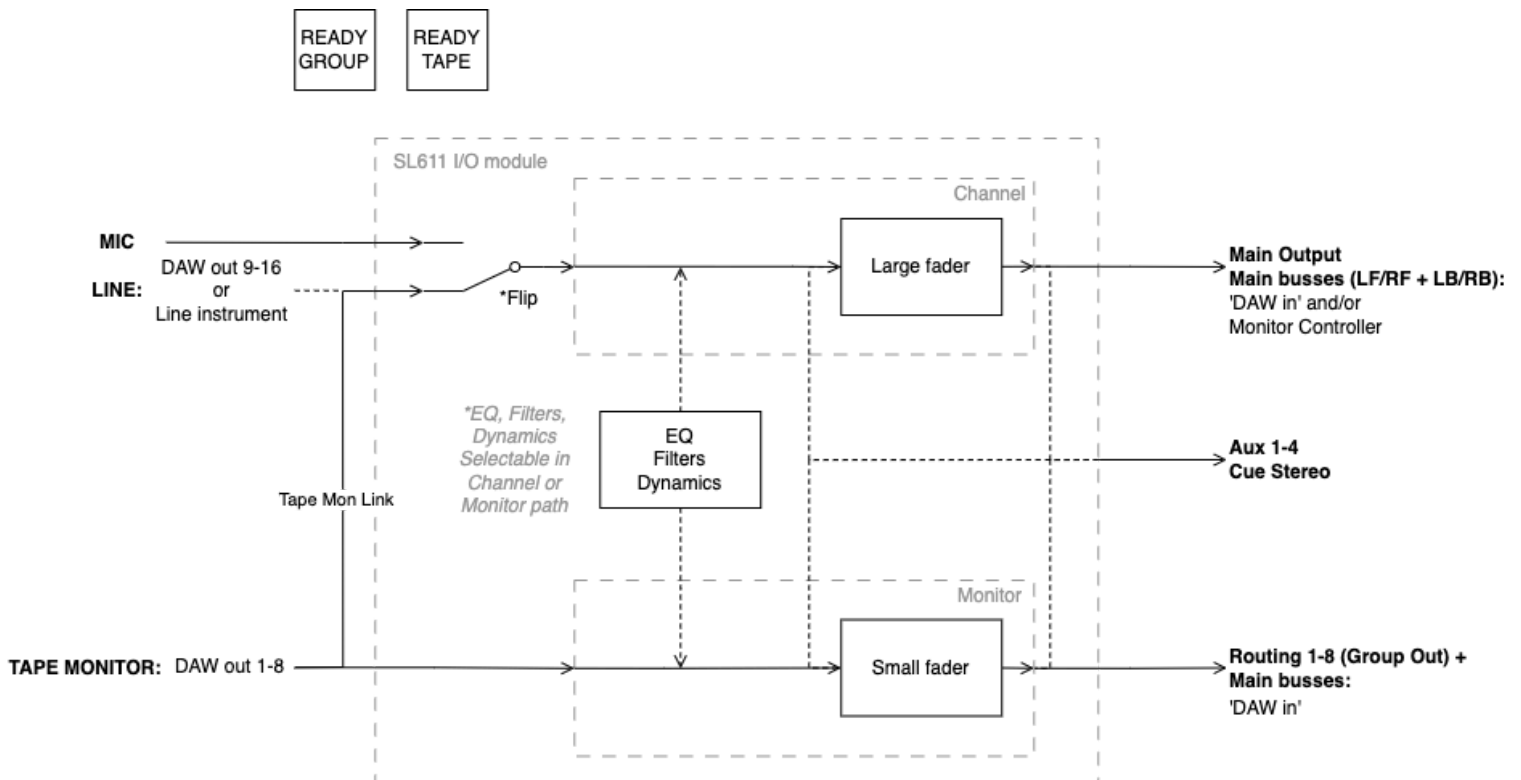 READY
GROUP
READY
TAPE
SL611 I/O module
Channel
MIC
DAW out 9-16
or
Line instrument
LINE:
*Flip
Large fader
Main Output
Main busses (LF/RF + LB/RB):
'DAW in' and/or
Monitor Controller
*EQ, Filters,
Dynamics
Selectable in
Channel or
Monitor path
EQ
Filters
Dynamics
Aux 1-4
Cue Stereo
Tape Mon Link
Monitor
TAPE MONITOR: DAW out 1-8
Small fader
Routing 1-8 (Group Out) +
Main busses:
'DAW in'